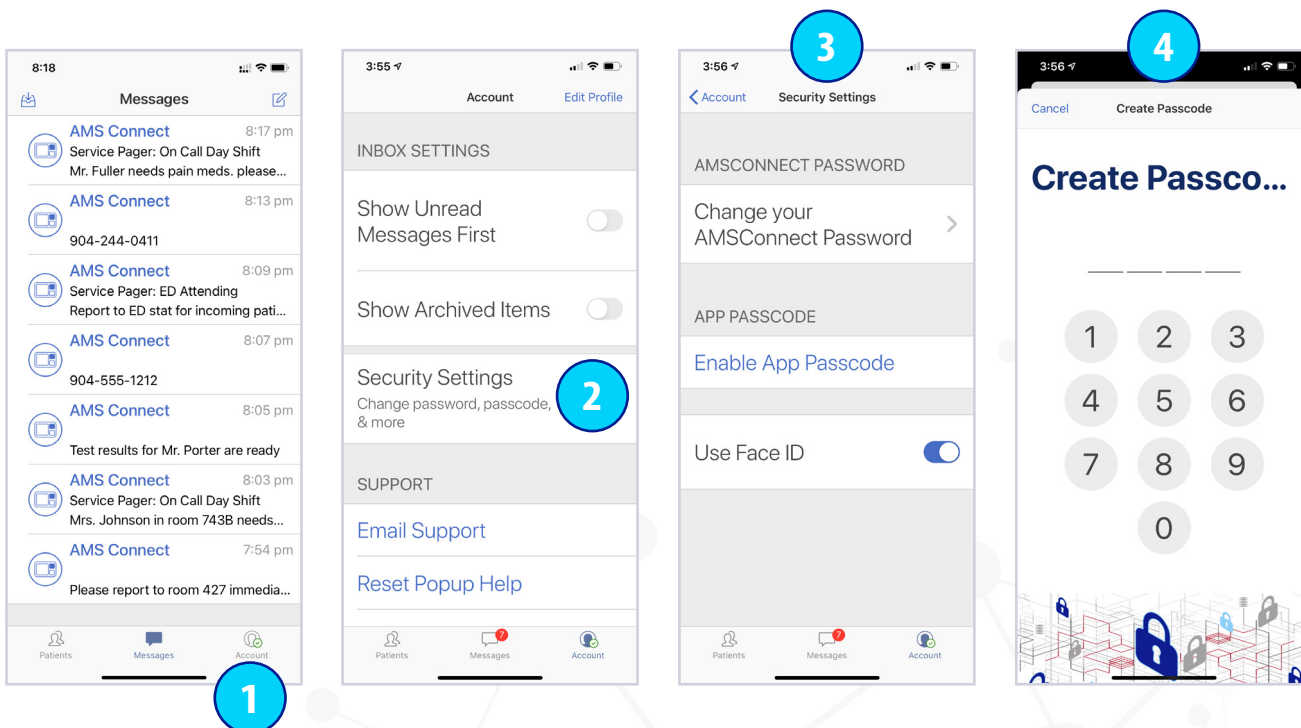 8:18
Messages
AMS Connect 8:17 pm
Service Pager: On Call Day Shift
Mr. Fuller needs pain meds. please...
AMS Connect 8:13 pm
904-244-0411
AMS Connect 8:09 pm
Service Pager: ED Attending
Report to ED stat for incoming pati...
AMS Connect 8:07 pm
904-555-1212
AMS Connect 8:05 pm
Test results for Mr. Porter are ready
AMS Connect 8:03 pm
Service Pager: On Call Day Shift
Mrs. Johnson in room 743B needs...
AMS Connect 7:54 pm
Please report to room 427 immedia...
Patients Messages Account
1
3:55
Account Edit Profile
INBOX SETTINGS
Show Unread
Messages First
Show Archived Items
Security Settings
Change password, passcode,
& more
2
SUPPORT
Email Support
Reset Popup Help
7
Patients Messages Account
3
3:56
Account Security Settings
AMSCONNECT PASSWORD
Change your
AMSConnect Password
APP PASSCODE
Enable App Passcode
Use Face ID
7
Patients Messages Account
4
3:56
Cancel Create Passcode
Create Passco...
1 2 3
4 5 6
7 8 9
0